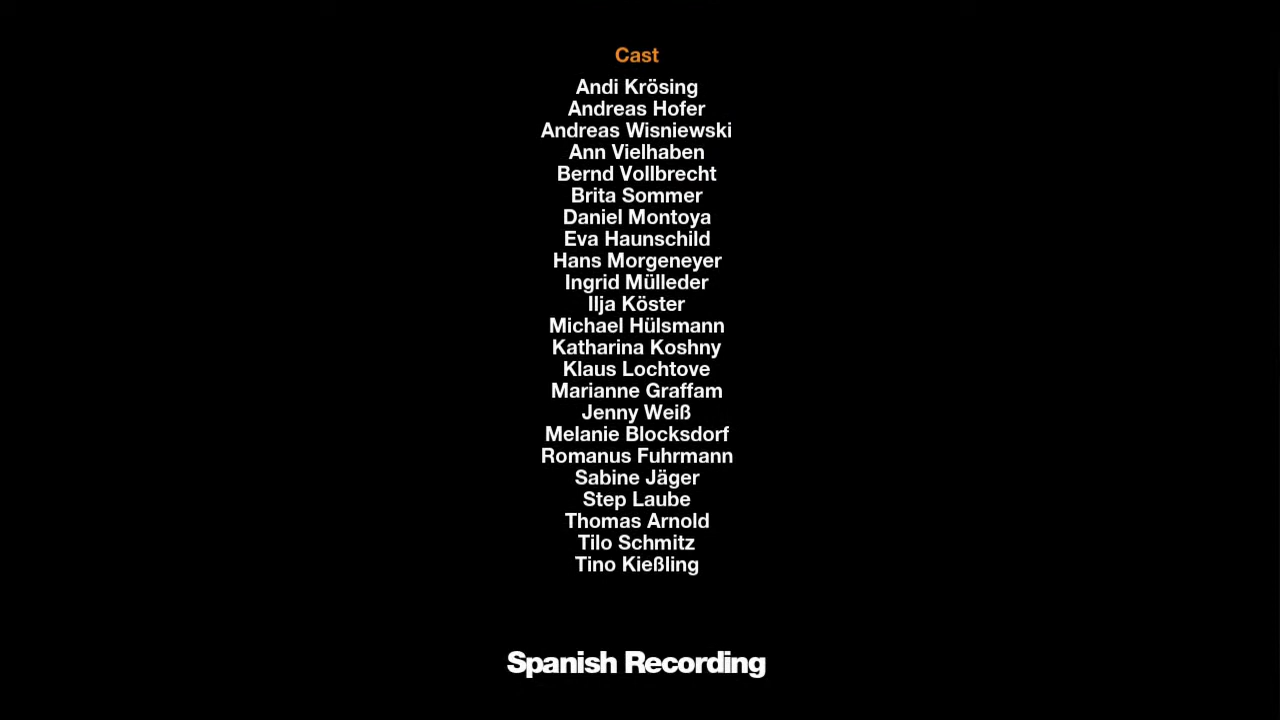 Cast
Andi Krösing
Andreas Hofer
Andreas Wisniewski
Ann Vielhaben
Bernd Vollbrecht
Brita Sommer
Daniel Montoya
Eva Haunschild
Hans Morgeneyer
Ingrid Mülleder
Ilja Köster
Michael Hülsmann
Katharina Koshny
Klaus Lochtove
Marianne Graffam
Jenny Weiß
Melanie Blocksdorf
Romanus Fuhrmann
Sabine Jäger
Step Laube
Thomas Arnold
Tilo Schmitz
Tino Kießling
Spanish Recording